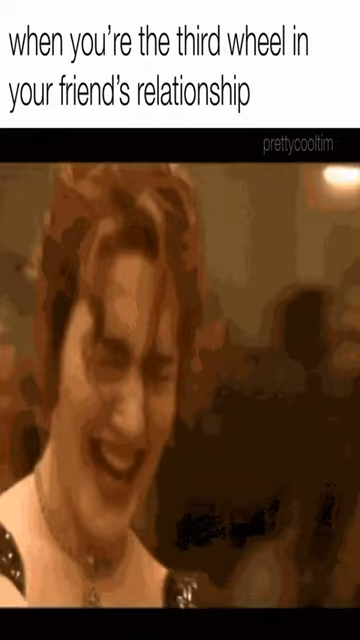 when you're the third wheel in
your friend's relationship
prettycooltim